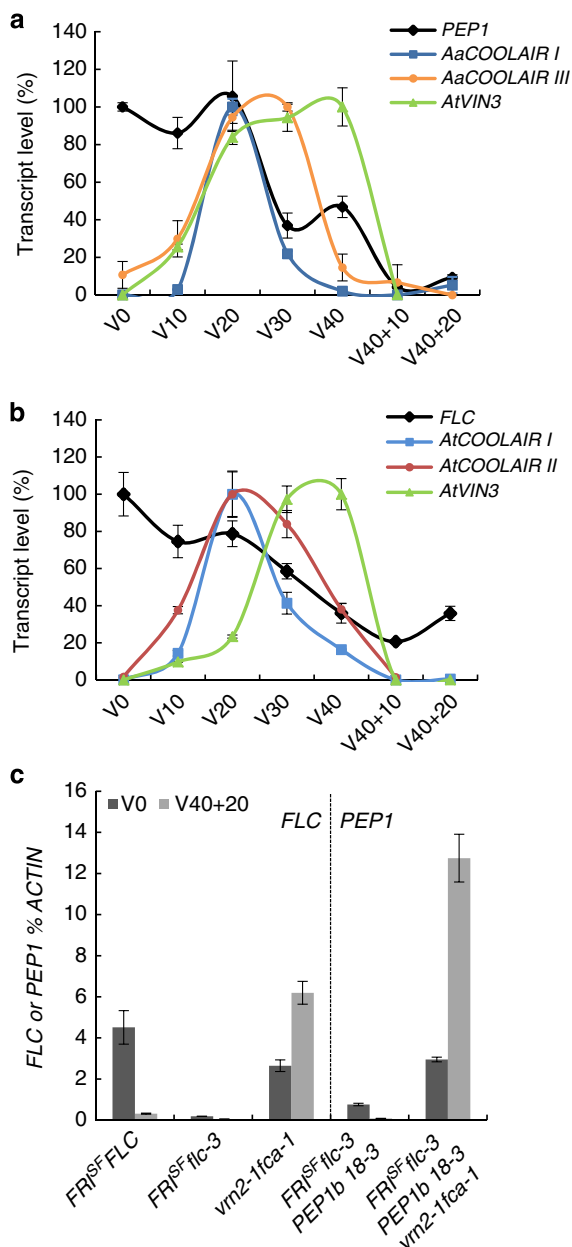 a
Transcript level (%)
140
120
100
80
60
40
20
0
V0
V10
V20
V30
V40
V40+10
V40+20
PEP1
AaCOOLAIR I
AaCOOLAIR III
AtVIN3
b
Transcript level (%)
140
120
100
80
60
40
20
0
V0
V10
V20
V30
V40
V40+10
V40+20
FLC
AtCOOLAIR I
AtCOOLAIR II
AtVIN3
c
FLC or PEP1 % ACTIN
16
14
12
10
8
6
4
2
0
V0
V40+20
FLC
PEP1
FRI^SF FLC
FRI^SF flc-3
vrn2-1fca-1
FRI^SF flc-3
PEP1b 18-3
FRI^SF flc-3
PEP1b 18-3
vrn2-1fca-1